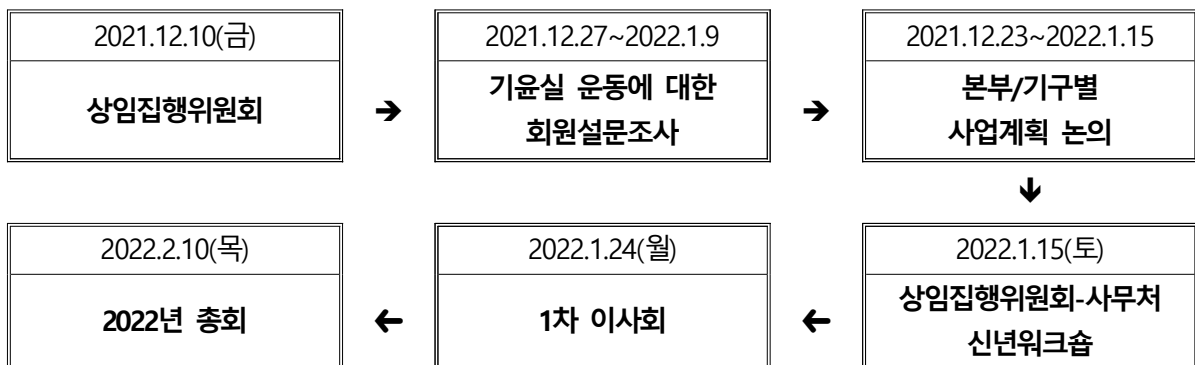 2021.12.10(금)
상임집행위원회
➔
2021.12.27~2022.1.9
기윤실 운동에 대한
회원설문조사
➔
2021.12.23~2022.1.15
본부/기구별
사업계획 논의
🡻
2022.1.15(토)
상임집행위원회-사무처
신년워크숍
🡸
2022.1.24(월)
1차 이사회
🡸
2022.2.10(목)
2022년 총회